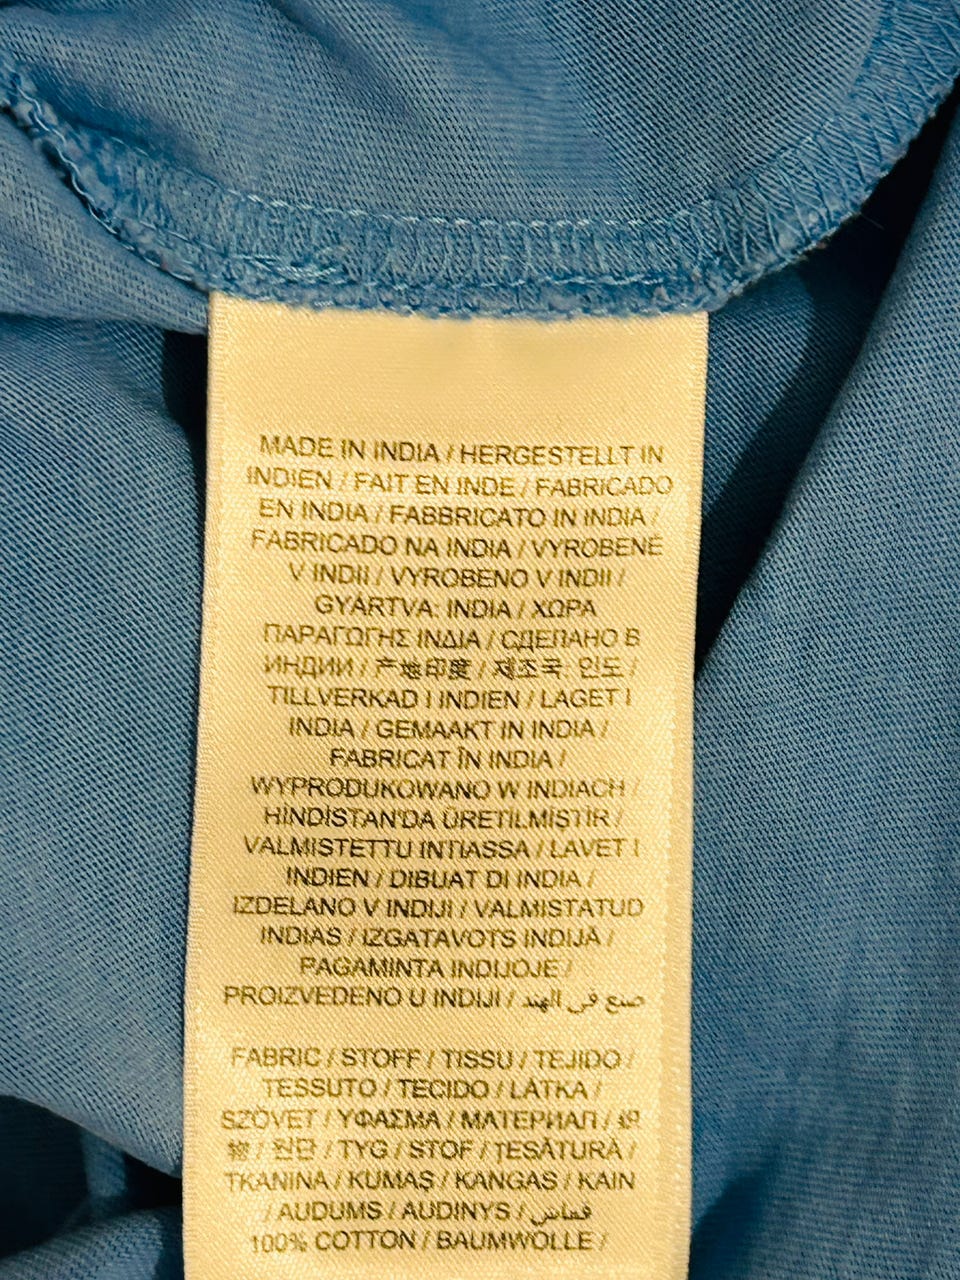 MADE IN INDIA / HERGESTELLT IN
INDIEN / FAIT EN INDE / FABRICADO
EN INDIA / FABBRICATO IN INDIA /
FABRICADO NA INDIA / VYROBENE
V INDII / VYROBENO V INDII /
GYÁRTVA: INDIA / ΧΩΡΑ
ΠΑΡΑΓΩΓΗΣ ΙΝΔΙΑ / СДЕЛАНО В
ИНДИИ / 产地印度 / 제조국: 인도 /
TILLVERKAD I INDIEN / LAGET I
INDIA / GEMAAKT IN INDIA /
FABRICAT ÎN INDIA /
WYPRODUKOWANO W INDIACH /
HİNDİSTAN'DA ÜRETİLMİŞTİR /
VALMISTETTU INTIASSA / LAVET I
INDIEN / DIBUAT DI INDIA /
IZDELANO V INDIJI / VALMISTATUD
INDIAS / IZGATAVOTS INDIJĀ /
PAGAMINTA INDIJOJE /
PROIZVEDENO U INDIJI / صنع في الهند
FABRIC / STOFF / TISSU / TEJIDO /
TESSUTO / TECIDO / LÁTKA /
SZÖVET / ΥΦΑΣΜΑ / МАТЕРИАЛ / 织
物 / 원단 / TYG / STOF / ȚESĂTURĂ /
TKANINA / KUMAŞ / KANGAS / KAIN
/ AUDUMS / AUDINYS / قماش
100% COTTON / BAUMWOLLE /